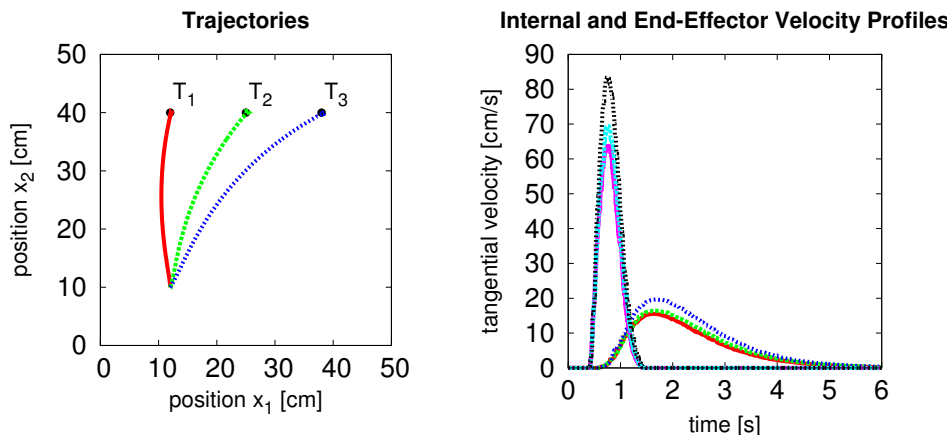 Trajectories
50
40
30
20
10
0
position x2 [cm]
T1
T2
T3
0 10 20 30 40 50
position x1 [cm]
Internal and End-Effector Velocity Profiles
90
80
70
60
50
40
30
20
10
0
tangential velocity [cm/s]
0 1 2 3 4 5 6
time [s]